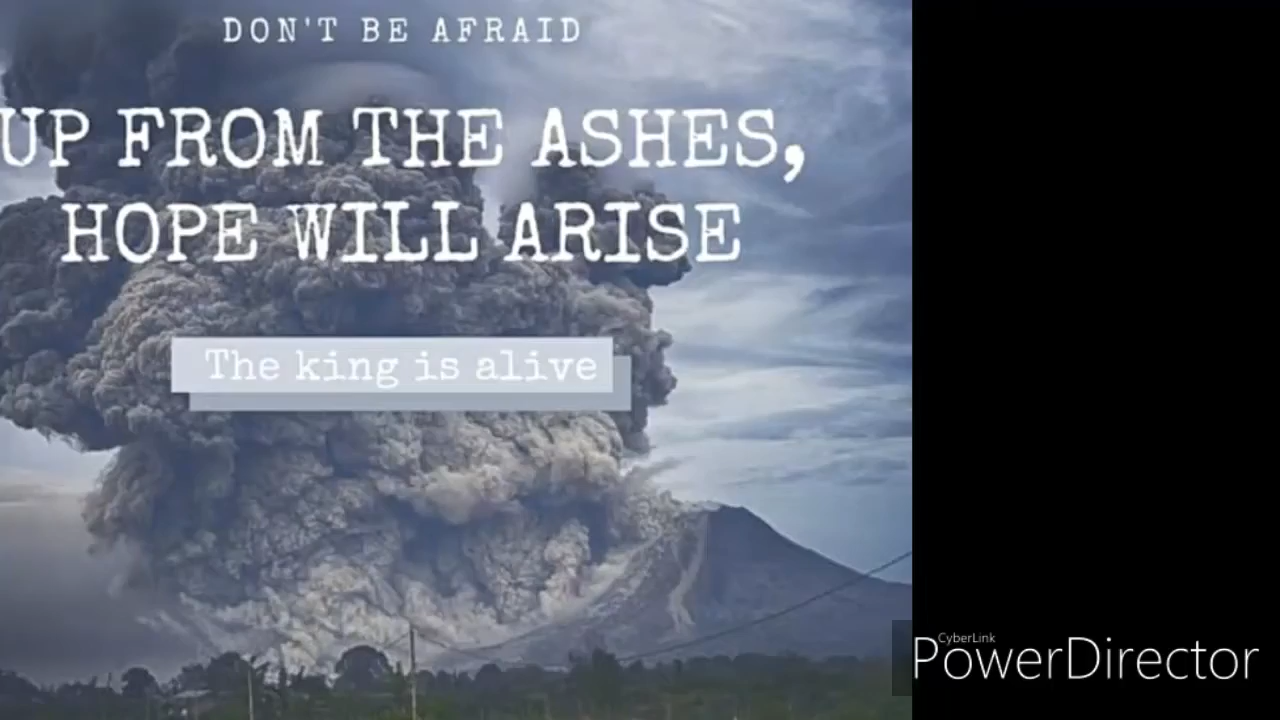 DON'T BE AFRAID
UP FROM THE ASHES,
HOPE WILL ARISE
The king is alive
CyberLink
PowerDirector